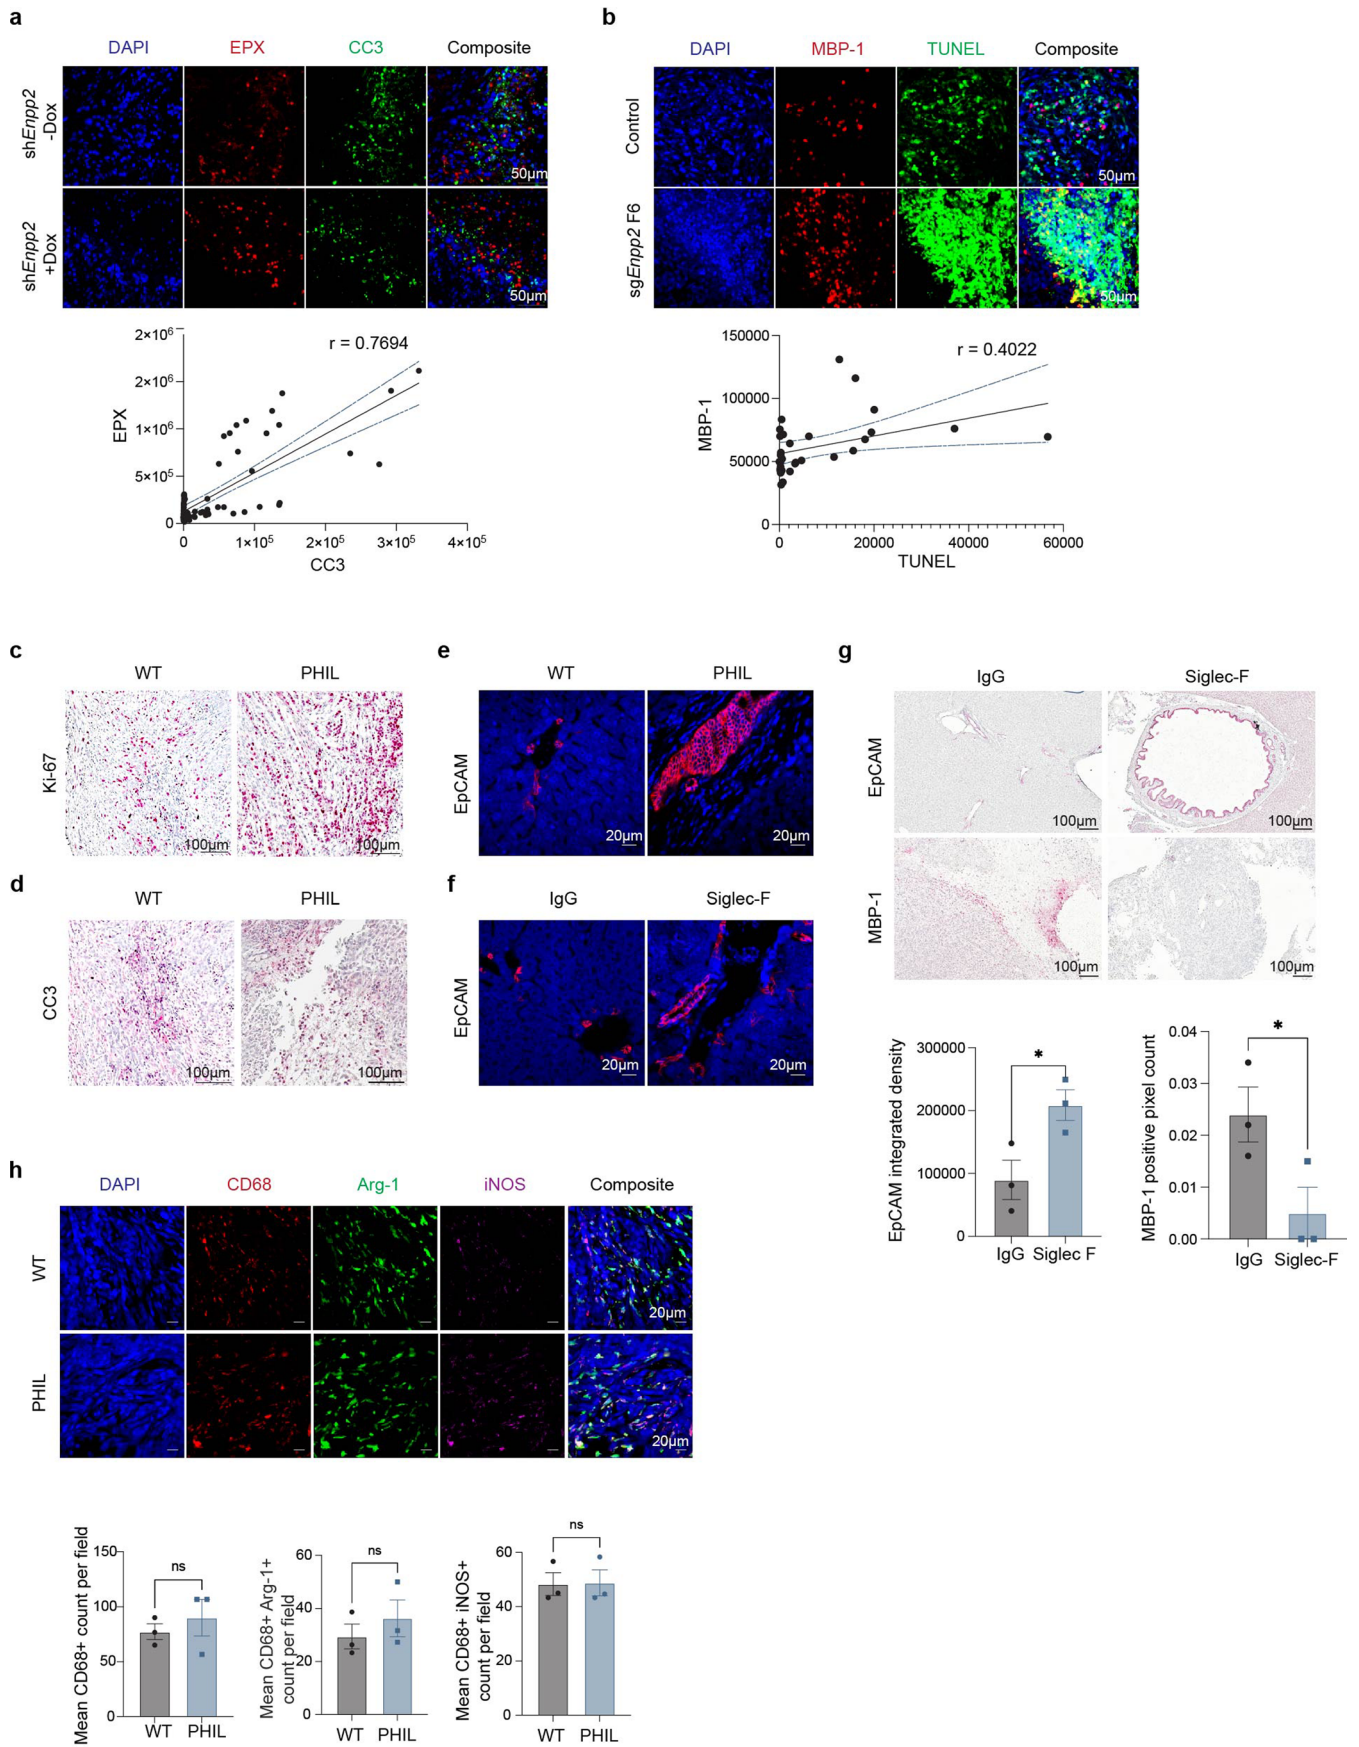 a
DAPI EPX CC3 Composite
shEnpp2 -Dox
50µm
shEnpp2 +Dox
50µm
2×10⁶
2×10⁶
1×10⁶
5×10⁵
0
EPX
r = 0.7694
0 1×10⁵ 2×10⁵ 3×10⁵ 4×10⁵
CC3
b
DAPI MBP-1 TUNEL Composite
Control
50µm
sgEnpp2 F6
50µm
150000
100000
50000
0
MBP-1
r = 0.4022
0 20000 40000 60000
TUNEL
c
WT PHIL
Ki-67
100µm 100µm
d
WT PHIL
CC3
100µm 100µm
e
WT PHIL
EpCAM
20µm 20µm
f
IgG Siglec-F
EpCAM
20µm 20µm
g
IgG Siglec-F
EpCAM
100µm 100µm
MBP-1
100µm 100µm
EpCAM integrated density
300000
200000
100000
0
*
IgG Siglec F
MBP-1 positive pixel count
0.04
0.03
0.02
0.01
0.00
*
IgG Siglec-F
h
DAPI CD68 Arg-1 iNOS Composite
WT
20µm
PHIL
20µm
Mean CD68+ count per field
150
100
50
0
ns
WT PHIL
Mean CD68+ Arg-1+
count per field
60
40
20
0
ns
WT PHIL
Mean CD68+ iNOS+
count per field
60
40
20
0
ns
WT PHIL